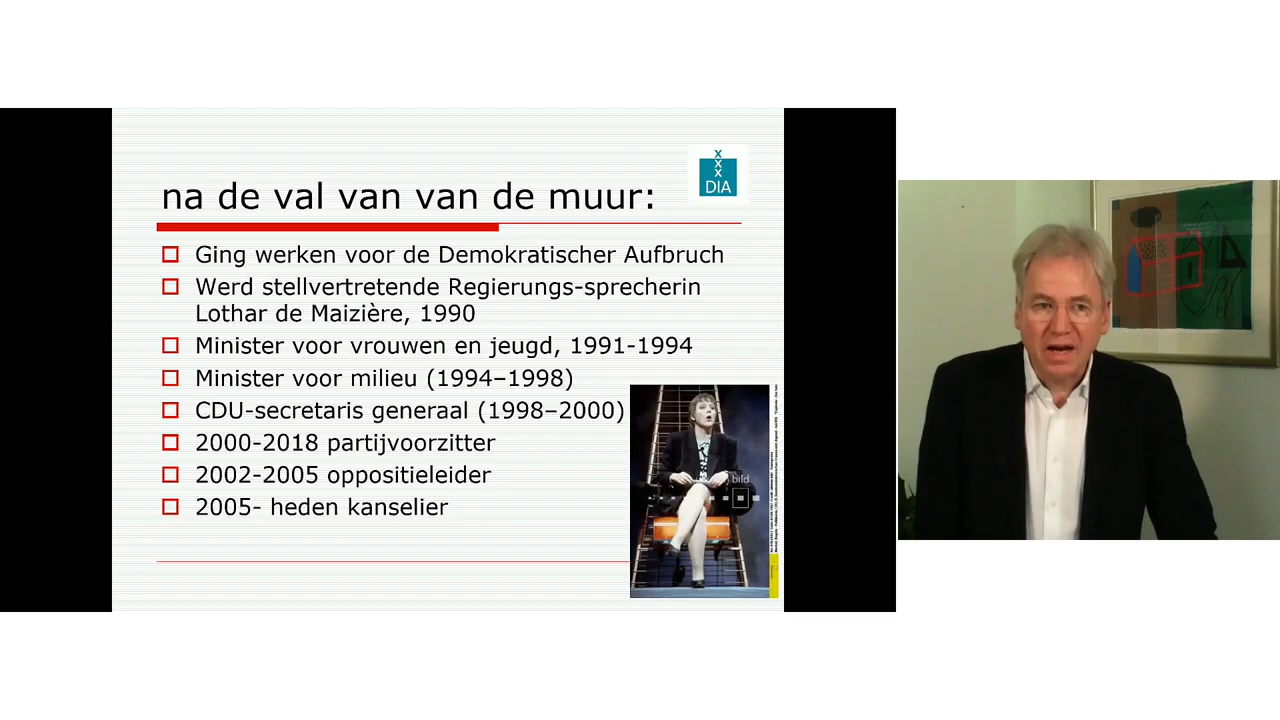 x
x
x
DIA
na de val van van de muur:
Ging werken voor de Demokratischer Aufbruch
Werd stellvertretende Regierungs-sprecherin
Lothar de Maizière, 1990
Minister voor vrouwen en jeugd, 1991-1994
Minister voor milieu (1994–1998)
CDU-secretaris generaal (1998–2000)
2000-2018 partijvoorzitter
2002-2005 oppositieleider
2005- heden kanselier
bild